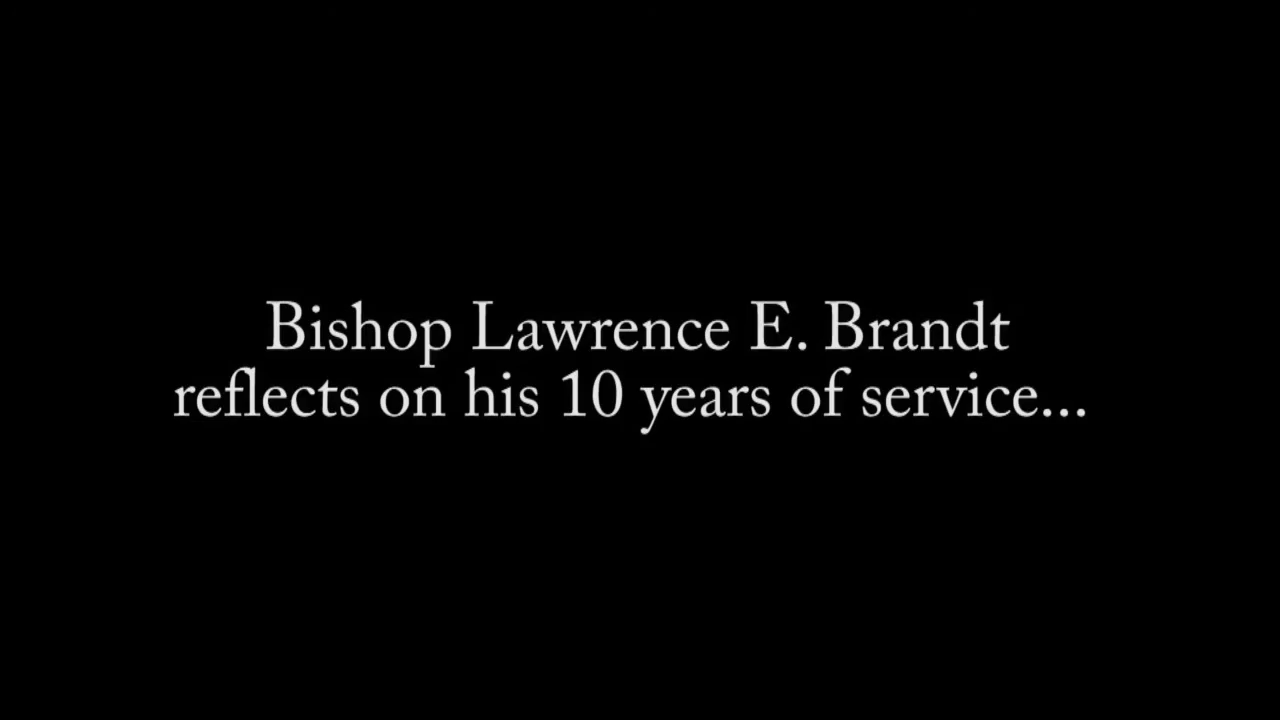 Bishop Lawrence E. Brandt
reflects on his 10 years of service...